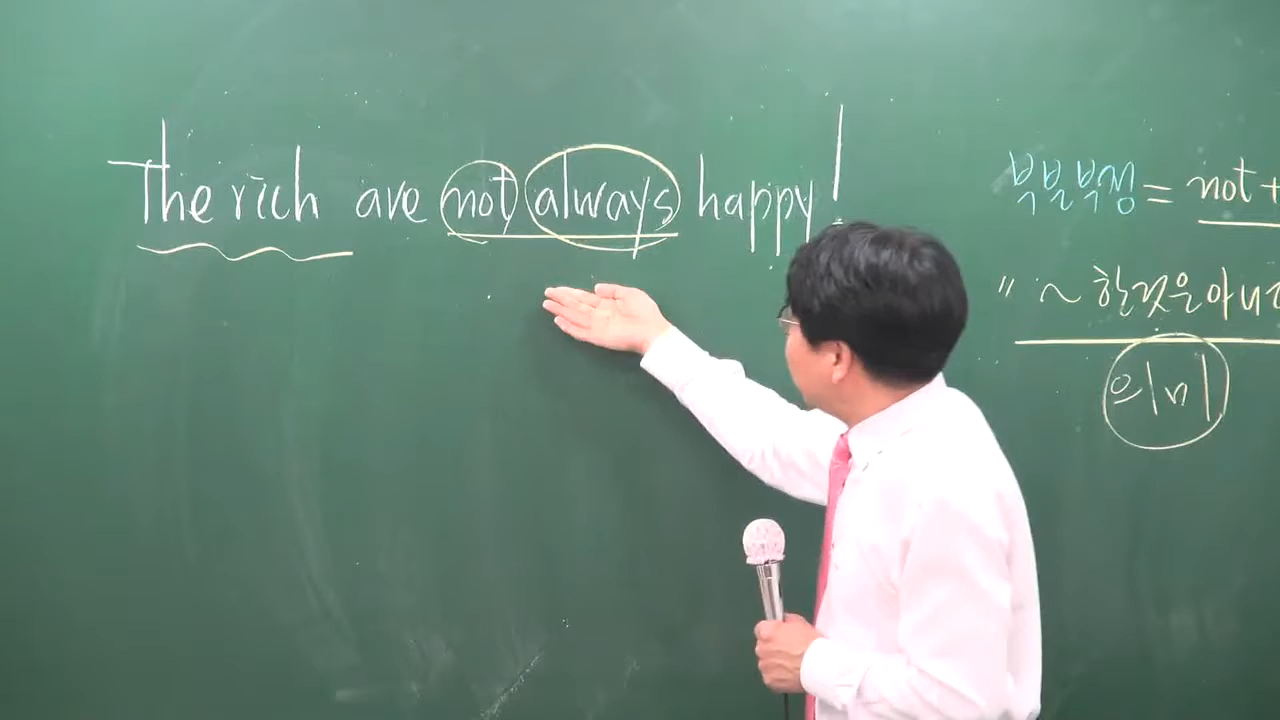 The rich are not always happy!
부분부정 = not +
" ~ 한것은아니
의미